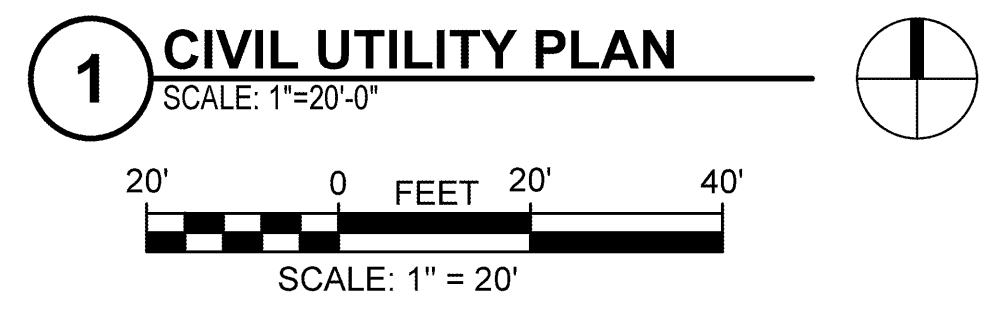 1
CIVIL UTILITY PLAN
SCALE: 1"=20'-0"
20' 0 FEET 20' 40'
SCALE: 1" = 20'